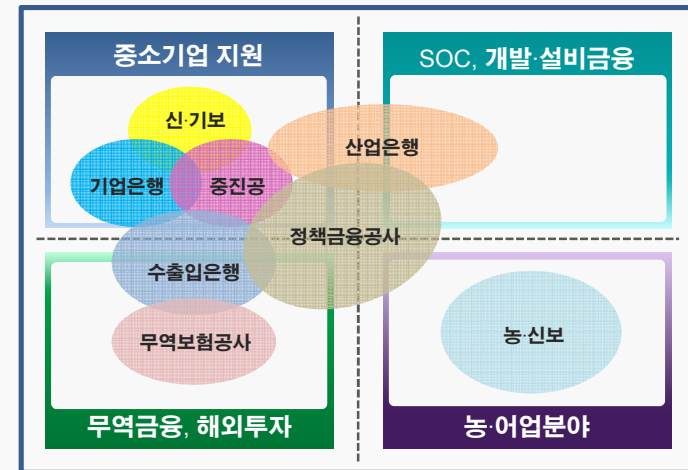 중소기업 지원
SOC, 개발·설비금융
신·기보
산업은행
기업은행
중진공
정책금융공사
수출입은행
무역보험공사
농·신보
무역금융, 해외투자
농·어업분야